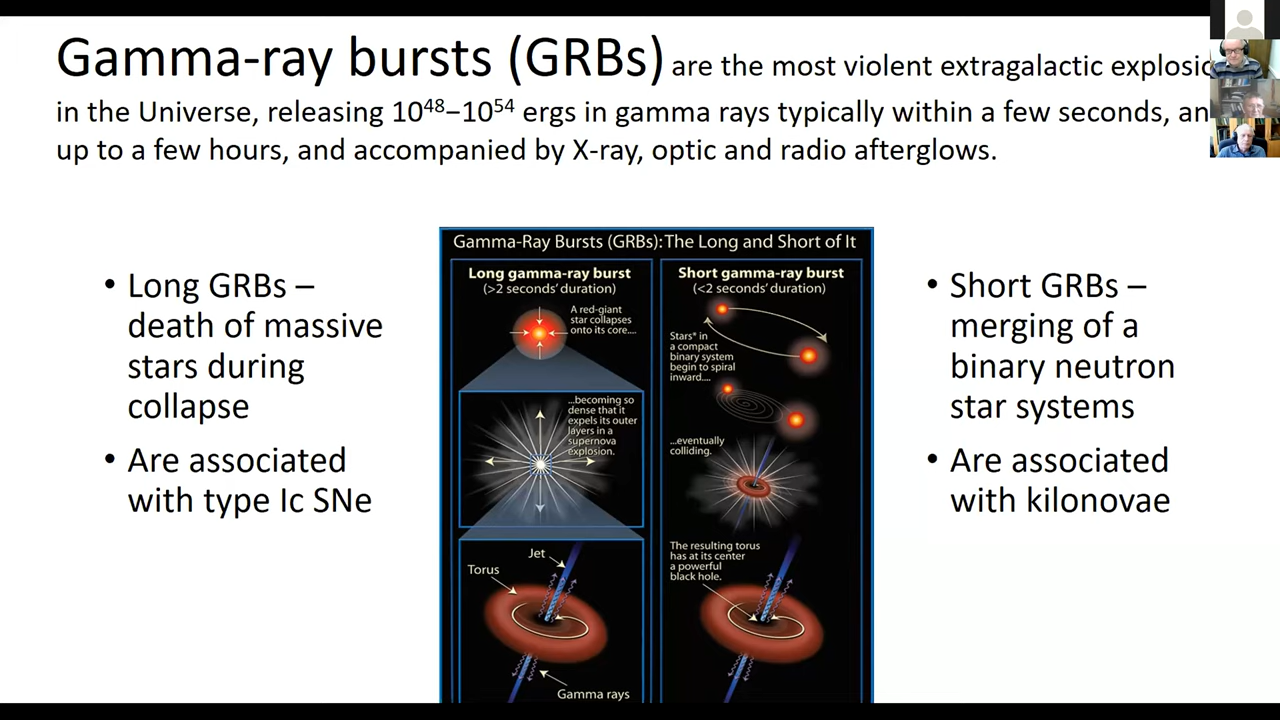 Gamma-ray bursts (GRBs) are the most violent extragalactic
in the Universe, releasing 10⁴⁸–10⁵⁴ ergs in gamma rays typically within a few seconds,
up to a few hours, and accompanied by X-ray, optic and radio afterglows.
• Long GRBs –
death of massive
stars during
collapse
• Are associated
with type Ic SNe
Gamma-Ray Bursts (GRBs): The Long and Short of It
Long gamma-ray burst
(>2 seconds' duration)
A red-giant
star collapses
onto its core....
...becoming so
dense that it
expels its outer
layers in a
supernova
explosion.
Jet
Torus
Gamma rays
Short gamma-ray burst
(<2 seconds' duration)
Stars* in
a compact
binary system
begin to spiral
inward....
...eventually
colliding.
The resulting torus
has at its center
a powerful
black hole.
• Short GRBs –
merging of a
binary neutron
star systems
• Are associated
with kilonovae